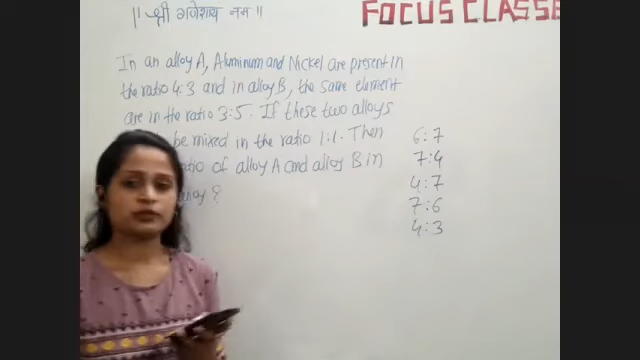 || श्री गणेशाय नमः ||
FOCUS CLASSE
In an alloy A, Aluminum and Nickel are present in
the ratio 4:3 and in alloy B, the same element
are in the ratio 3:5. If these two alloys
be mixed in the ratio 1:1. Then
of alloy A and alloy B in
?
6:7
7:4
4:7
7:6
4:3